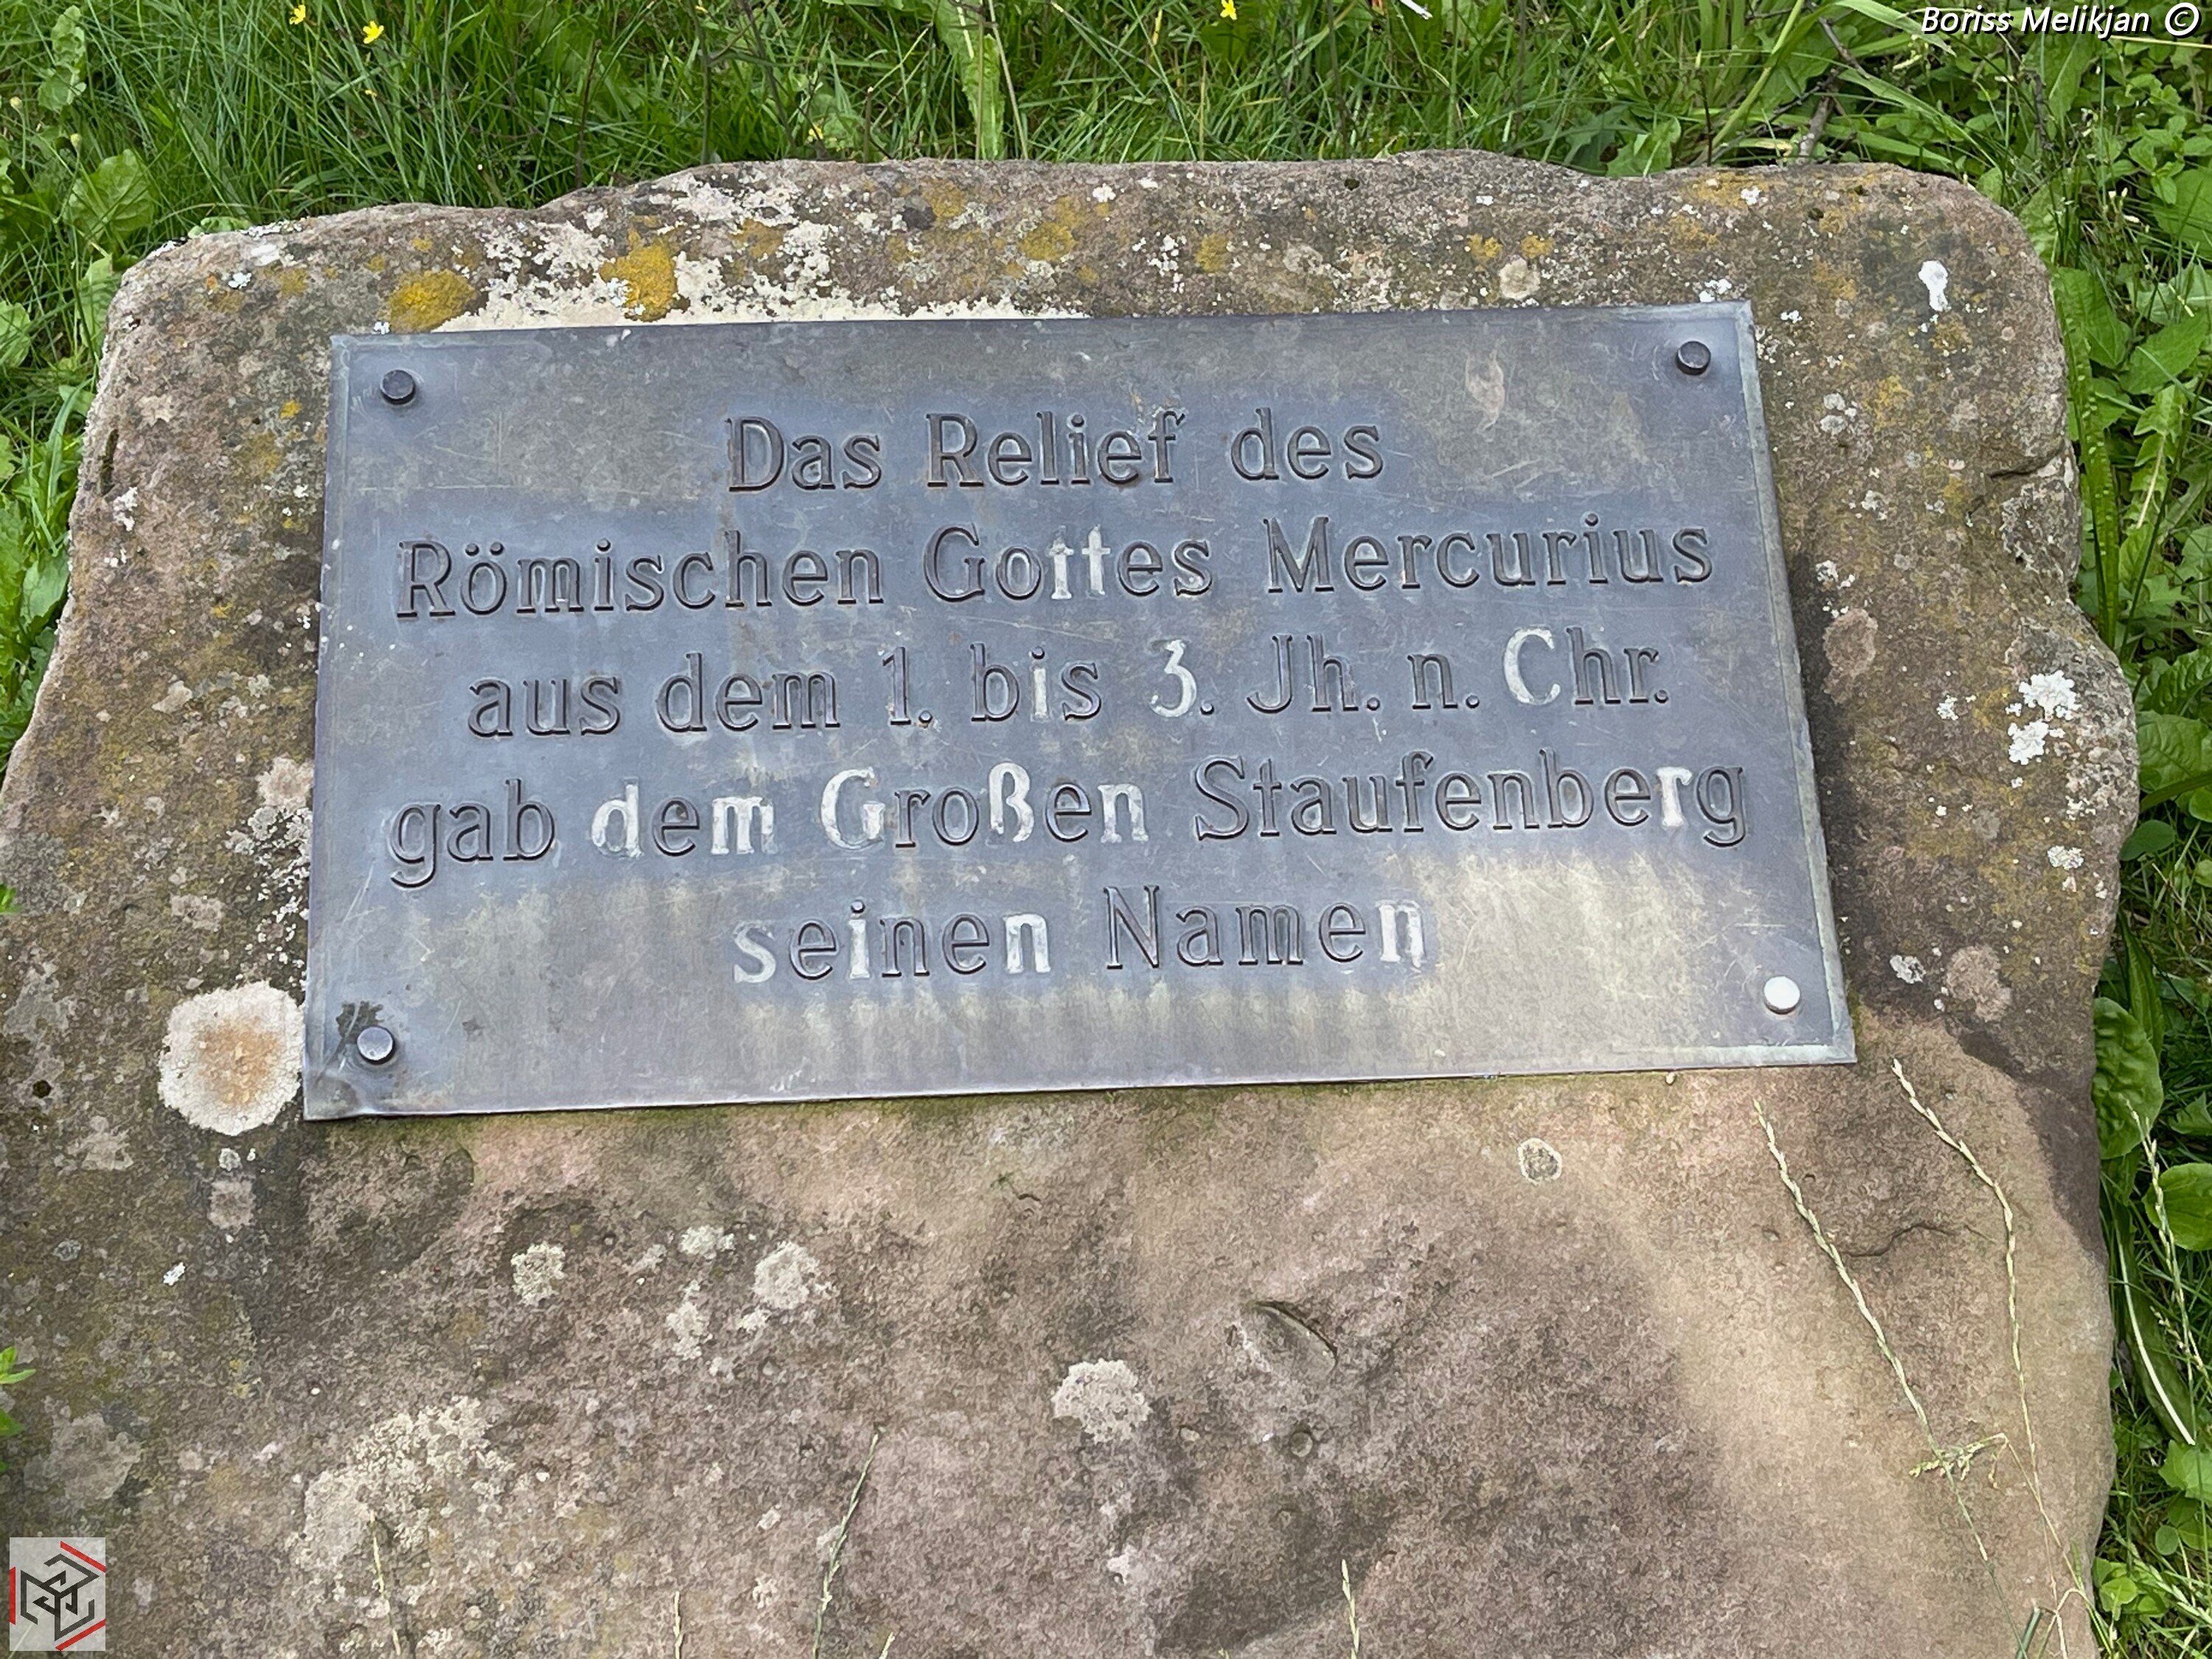 Boriss Melikjan ©
Das Relief des
Römischen Gottes Mercurius
aus dem 1. bis 3. Jh. n. Chr.
gab dem Großen Staufenberg
seinen Namen